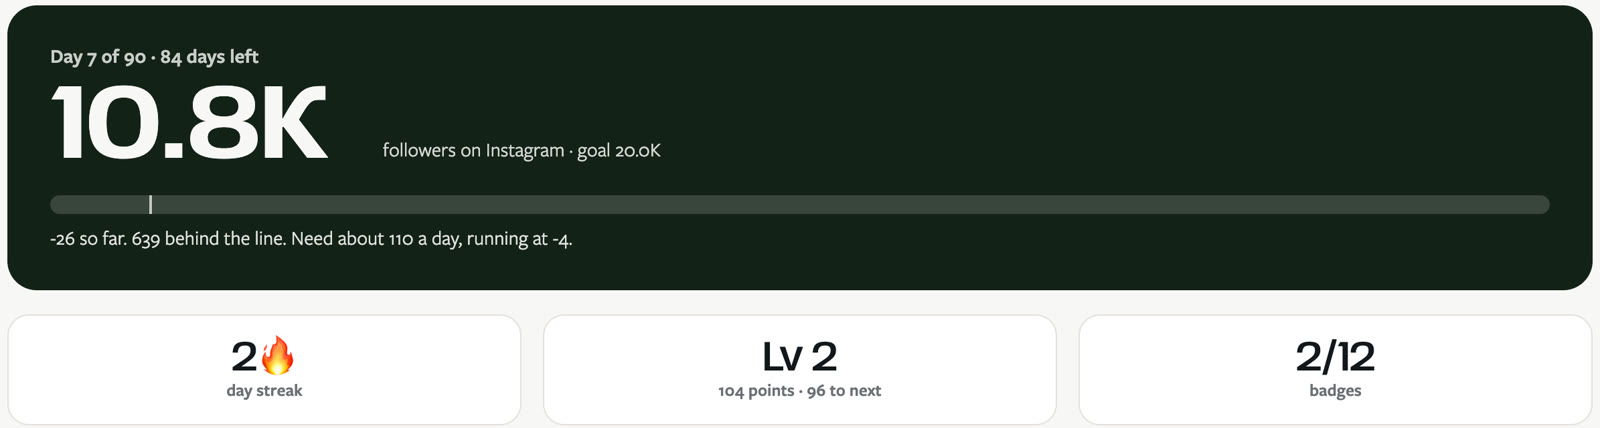 Day 7 of 90 · 84 days left
10.8K followers on Instagram · goal 20.0K
-26 so far. 639 behind the line. Need about 110 a day, running at -4.
2🔥
day streak
Lv 2
104 points · 96 to next
2/12
badges